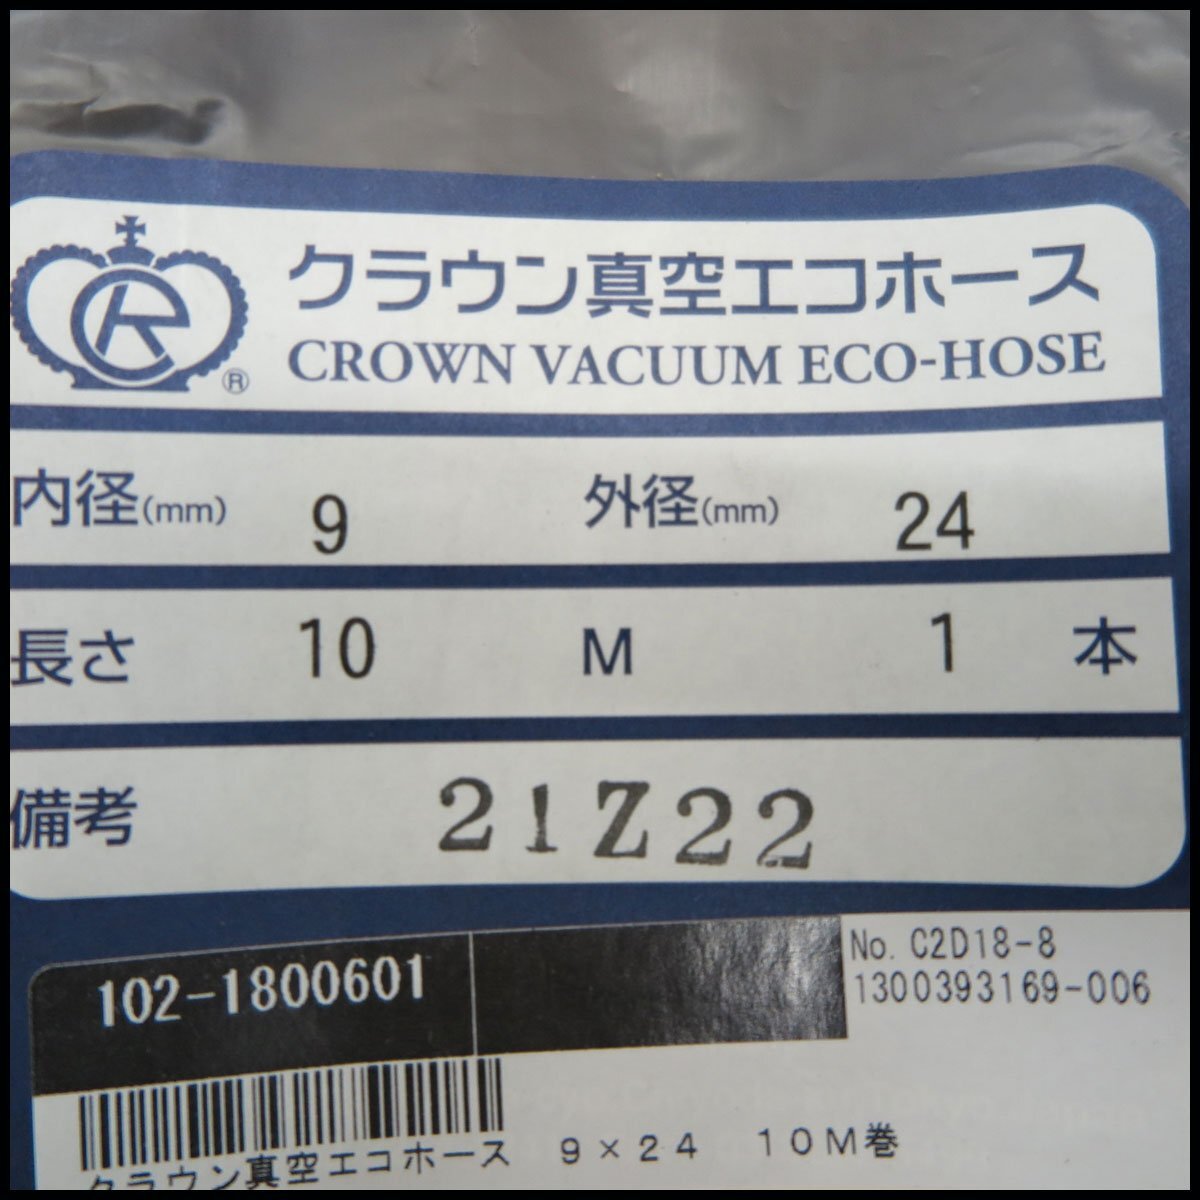 クラウン真空エコホース
®
CROWN VACUUM ECO-HOSE
内径(mm) 9 外径(mm) 24
長さ 10 M 1 本
備考 21Z22
102-1800601
No. C2D18-8
1300393169-006
クラウン真空エコホース 9×24 10M巻